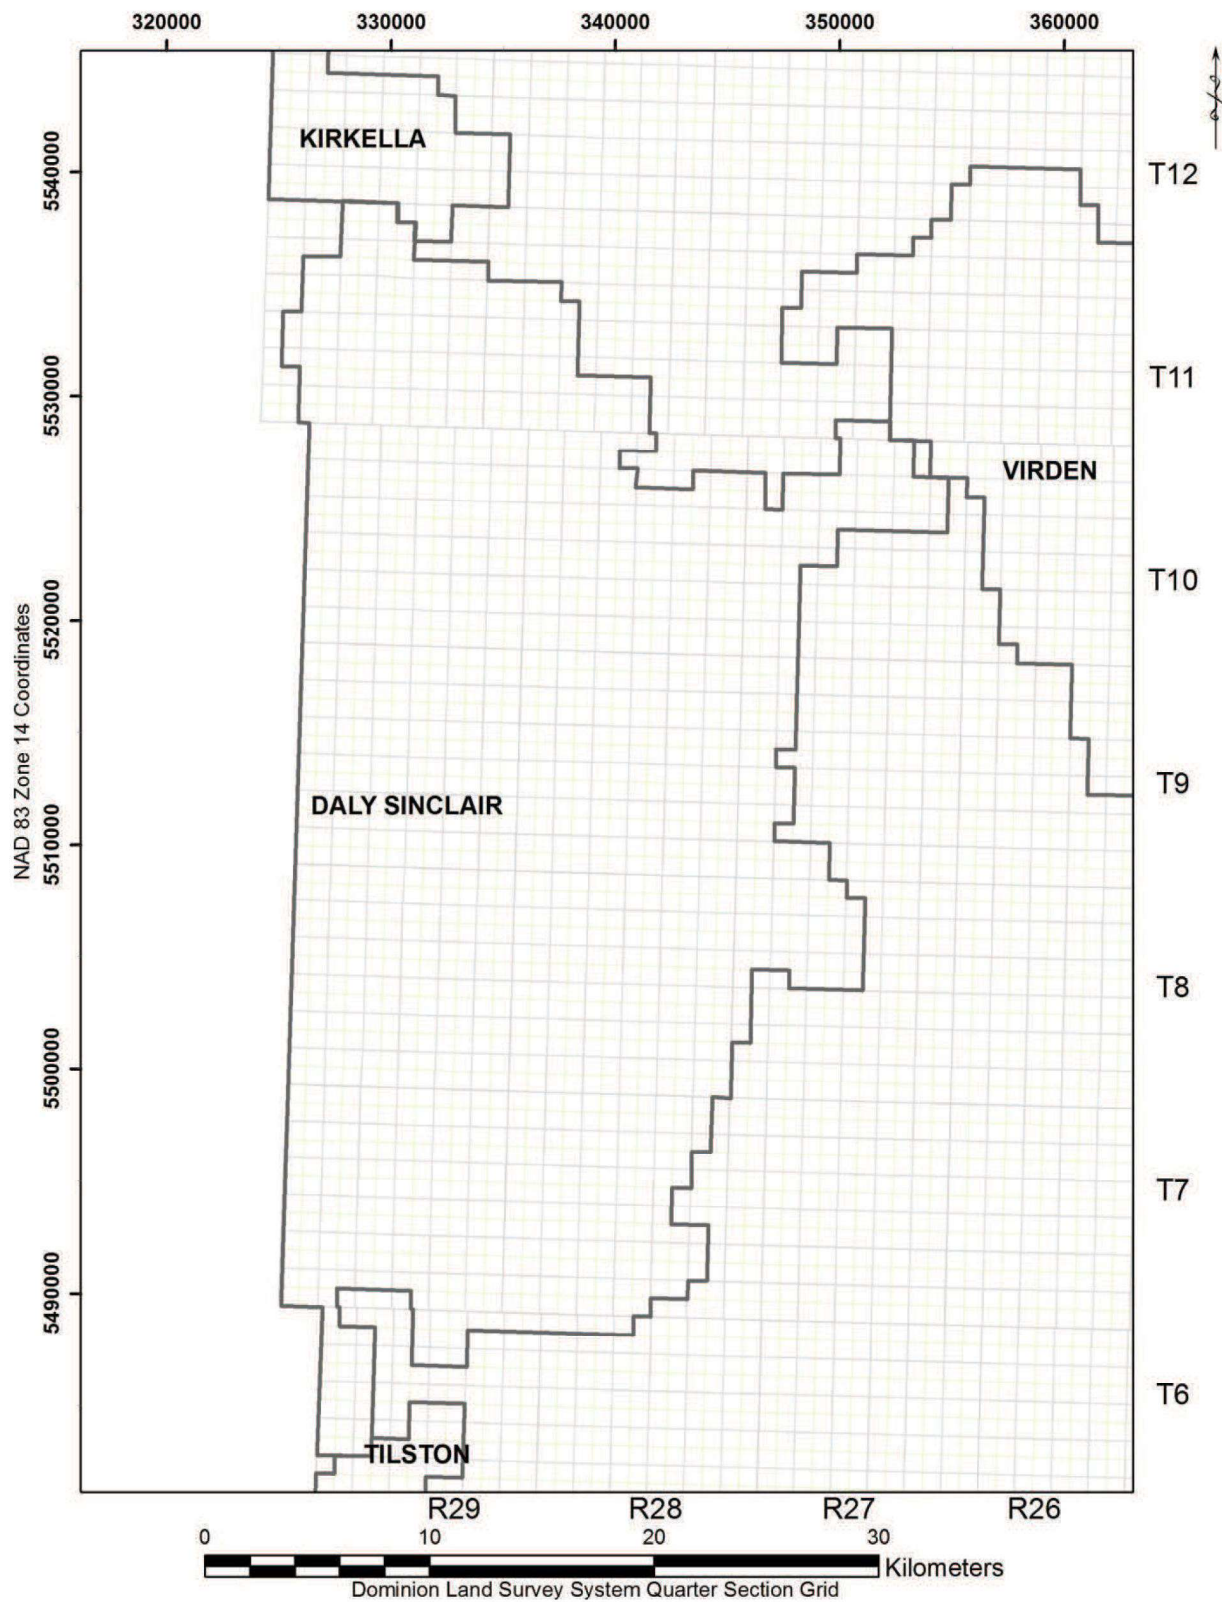 320000 330000 340000 350000 360000
KIRKELLA
5540000
T12
T11
5530000
VIRDEN
T10
5520000
NAD 83 Zone 14 Coordinates
T9
DALY SINCLAIR
5510000
T8
5500000
T7
5490000
T6
TILSTON
R29 R28 R27 R26
0 10 20 30
Kilometers
Dominion Land Survey System Quarter Section Grid